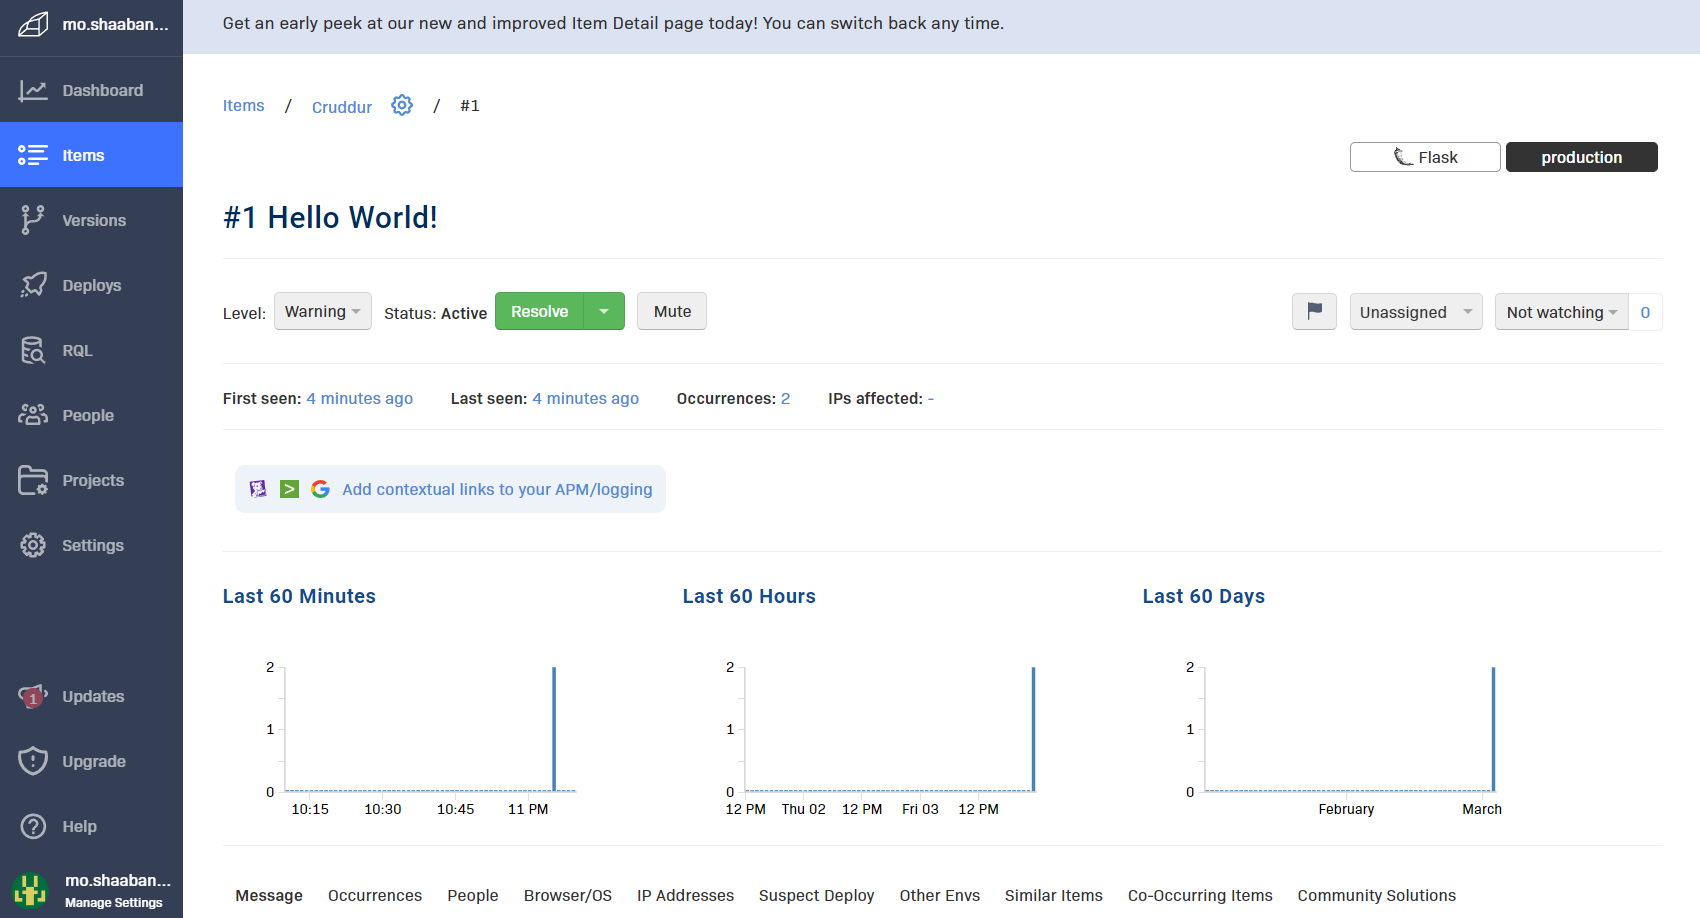 mo.shaaban...
Dashboard
Items
Versions
Deploys
RQL
People
Projects
Settings
1
Updates
Upgrade
Help
mo.shaaban...
Manage Settings
Get an early peek at our new and improved Item Detail page today! You can switch back any time.
Items / Cruddur / #1
Flask production
#1 Hello World!
Level: Warning Status: Active Resolve Mute Unassigned Not watching 0
First seen: 4 minutes ago Last seen: 4 minutes ago Occurrences: 2 IPs affected: -
Add contextual links to your APM/logging
Last 60 Minutes
2
1
0
10:15 10:30 10:45 11 PM
Last 60 Hours
2
1
0
12 PM Thu 02 12 PM Fri 03 12 PM
Last 60 Days
2
1
0
February March
Message Occurrences People Browser/OS IP Addresses Suspect Deploy Other Envs Similar Items Co-Occurring Items Community Solutions